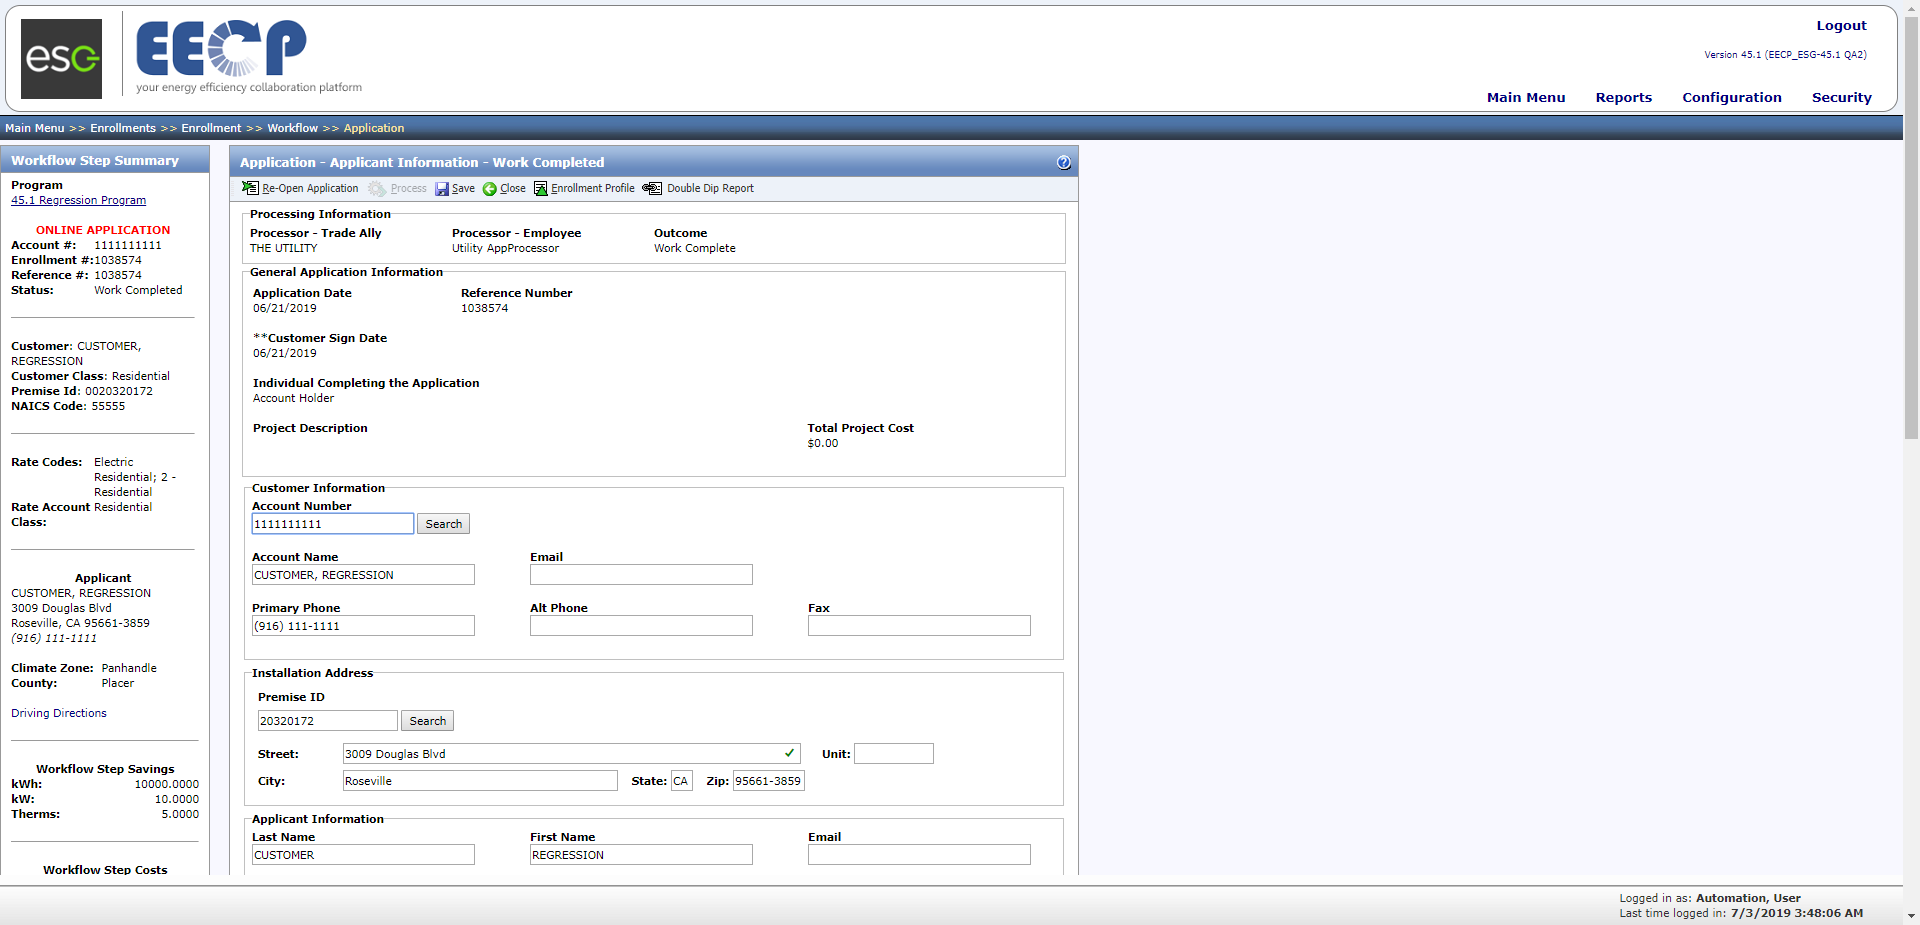 esg
EECP
your energy efficiency collaboration platform
Logout
Version 45.1 (EECP_ESG-45.1 QA2)
Main Menu Reports Configuration Security
Main Menu >> Enrollments >> Enrollment >> Workflow >> Application
Workflow Step Summary
Program
45.1 Regression Program
ONLINE APPLICATION
Account #: 1111111111
Enrollment #:1038574
Reference #: 1038574
Status: Work Completed
Customer: CUSTOMER,
REGRESSION
Customer Class: Residential
Premise Id: 0020320172
NAICS Code: 55555
Rate Codes: Electric
Residential; 2 -
Residential
Rate Account Residential
Class:
Applicant
CUSTOMER, REGRESSION
3009 Douglas Blvd
Roseville, CA 95661-3859
(916) 111-1111
Climate Zone: Panhandle
County: Placer
Driving Directions
Workflow Step Savings
kWh: 10000.0000
kW: 10.0000
Therms: 5.0000
Workflow Step Costs
Application - Applicant Information - Work Completed
?
Re-Open Application Process Save Close Enrollment Profile Double Dip Report
Processing Information
Processor - Trade Ally Processor - Employee Outcome
THE UTILITY Utility AppProcessor Work Complete
General Application Information
Application Date Reference Number
06/21/2019 1038574
**Customer Sign Date
06/21/2019
Individual Completing the Application
Account Holder
Project Description Total Project Cost
$0.00
Customer Information
Account Number
1111111111 Search
Account Name Email
CUSTOMER, REGRESSION
Primary Phone Alt Phone Fax
(916) 111-1111
Installation Address
Premise ID
20320172 Search
Street: 3009 Douglas Blvd Unit:
City: Roseville State: CA Zip: 95661-3859
Applicant Information
Last Name First Name Email
CUSTOMER REGRESSION
Logged in as: Automation, User
Last time logged in: 7/3/2019 3:48:06 AM